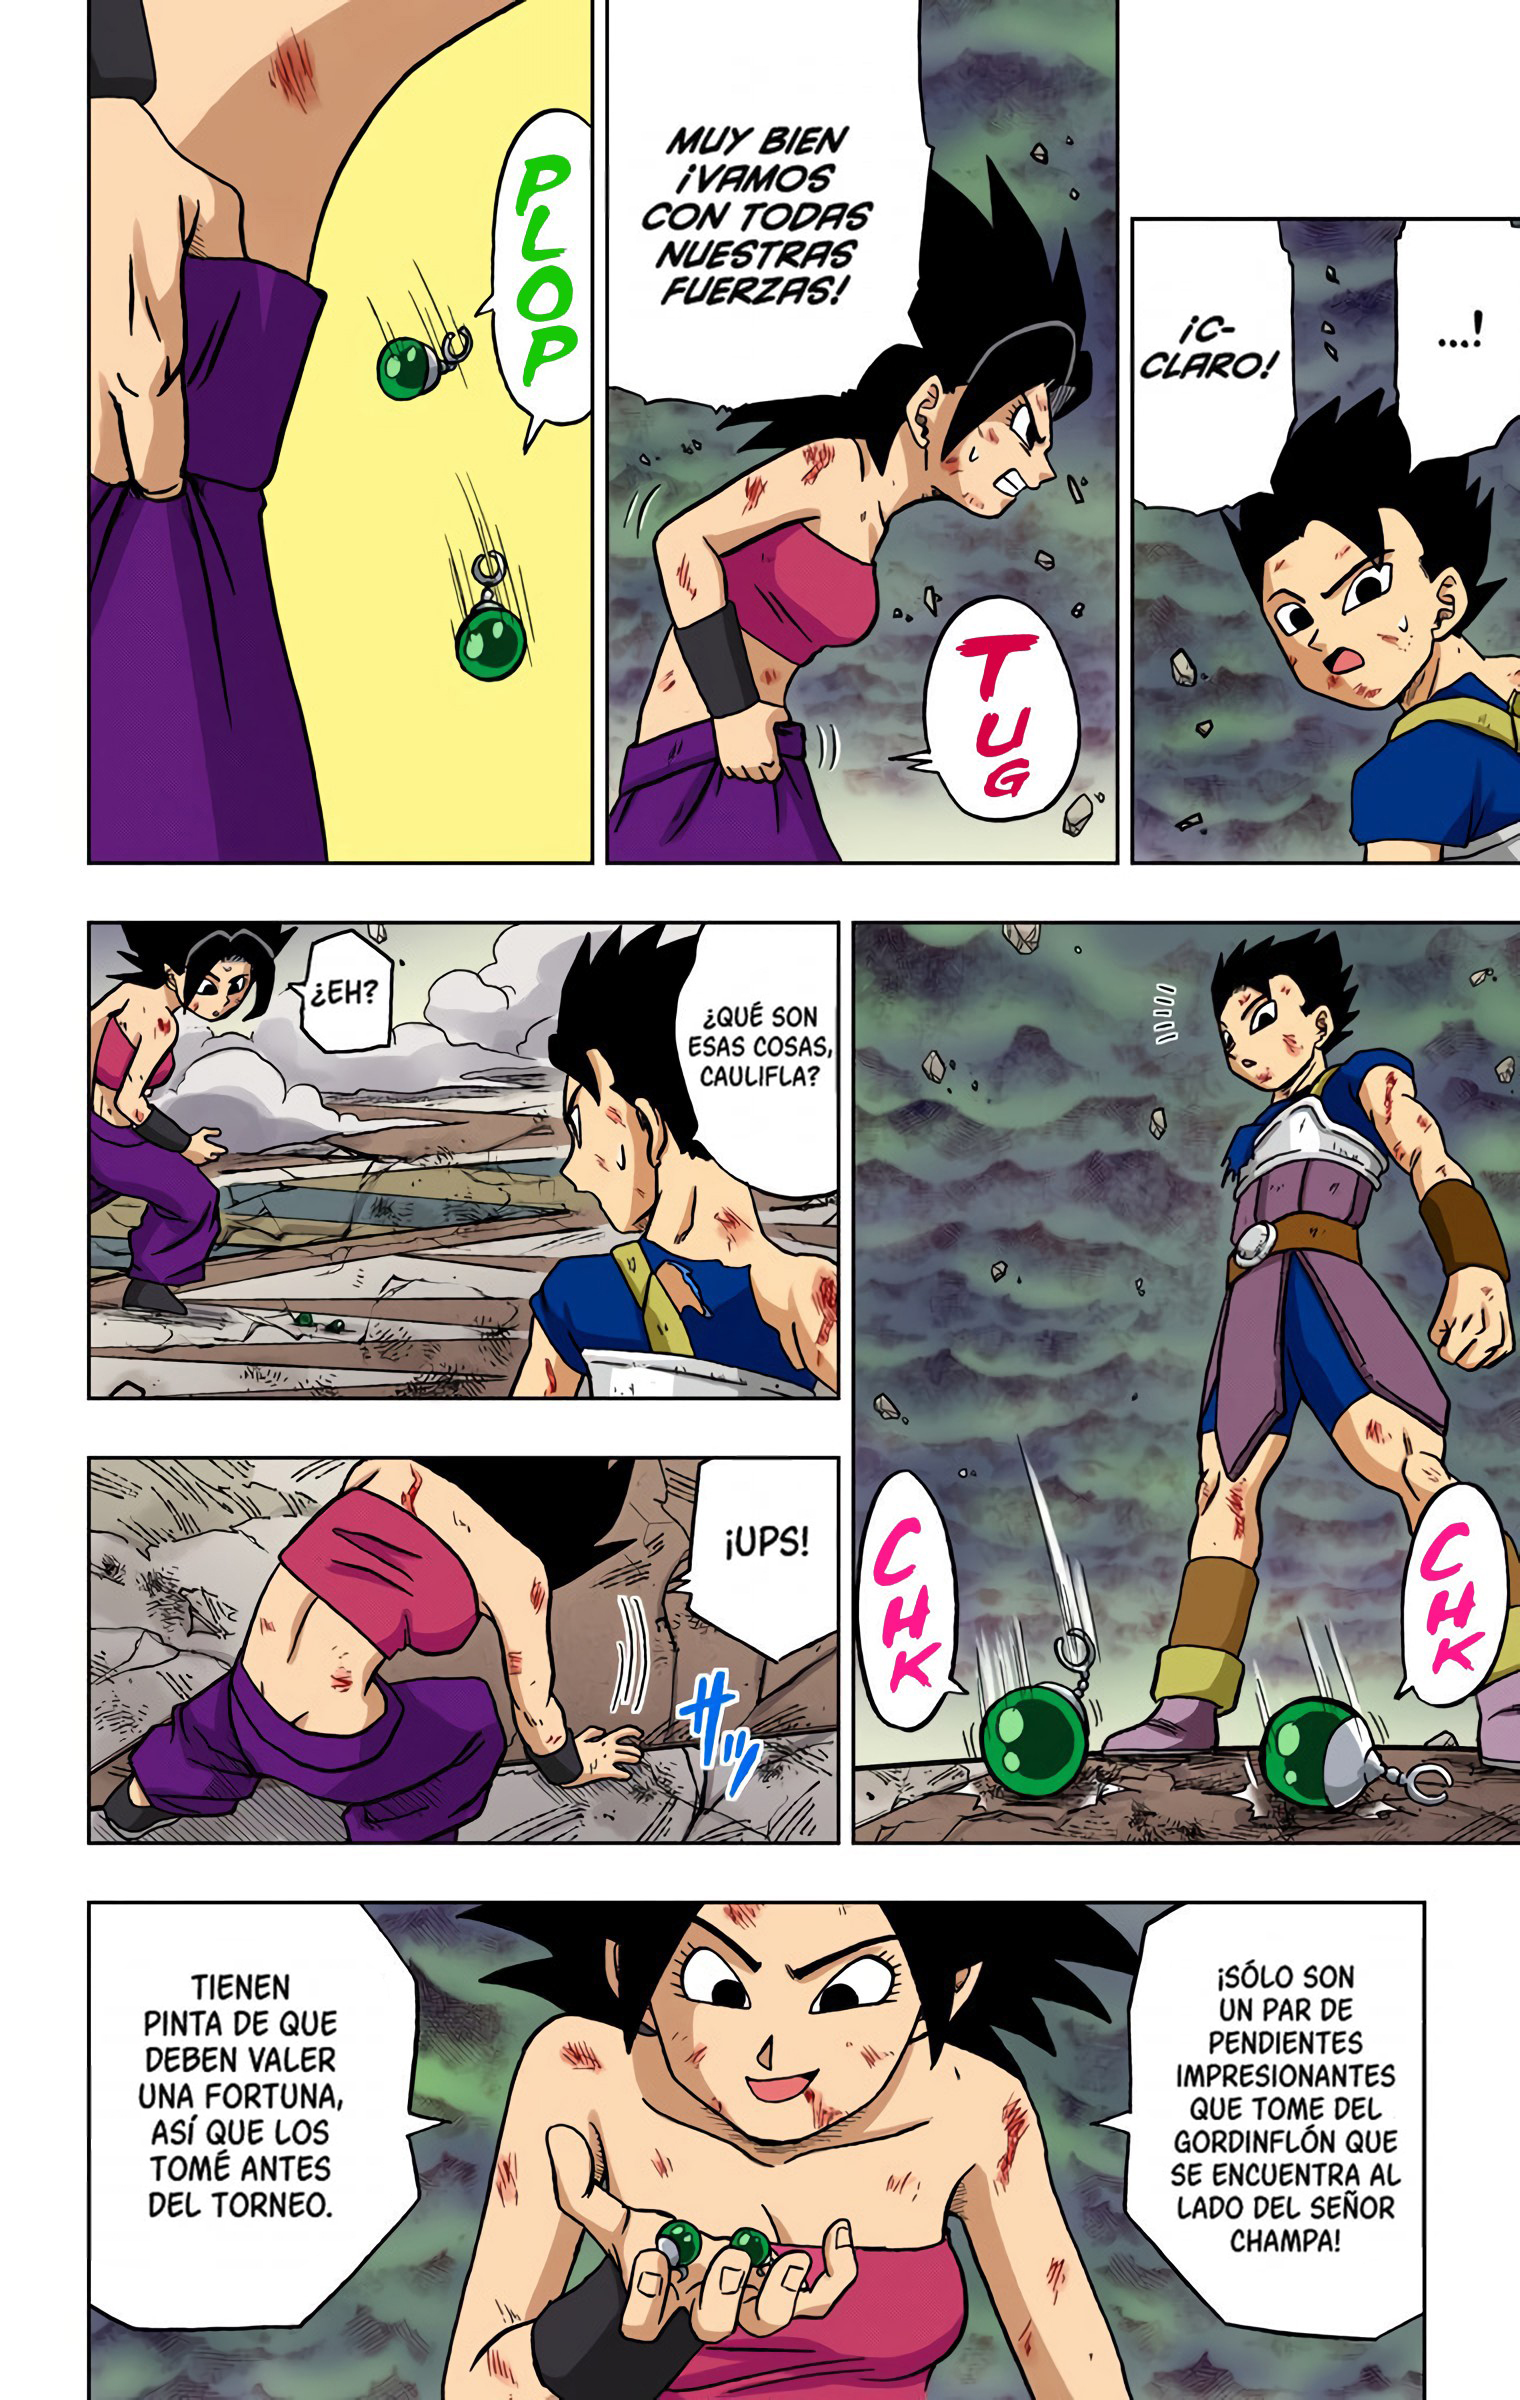 ...!
¡C-
CLARO!
MUY BIEN
¡VAMOS
CON TODAS
NUESTRAS
FUERZAS!
TUG
PLOP
CHK
CHK
¿QUÉ SON
ESAS COSAS,
CAULIFLA?
¿EH?
¡UPS!
サッ
¡SÓLO SON
UN PAR DE
PENDIENTES
IMPRESIONANTES
QUE TOME DEL
GORDINFLÓN QUE
SE ENCUENTRA AL
LADO DEL SEÑOR
CHAMPA!
TIENEN
PINTA DE QUE
DEBEN VALER
UNA FORTUNA,
ASÍ QUE LOS
TOMÉ ANTES
DEL TORNEO.